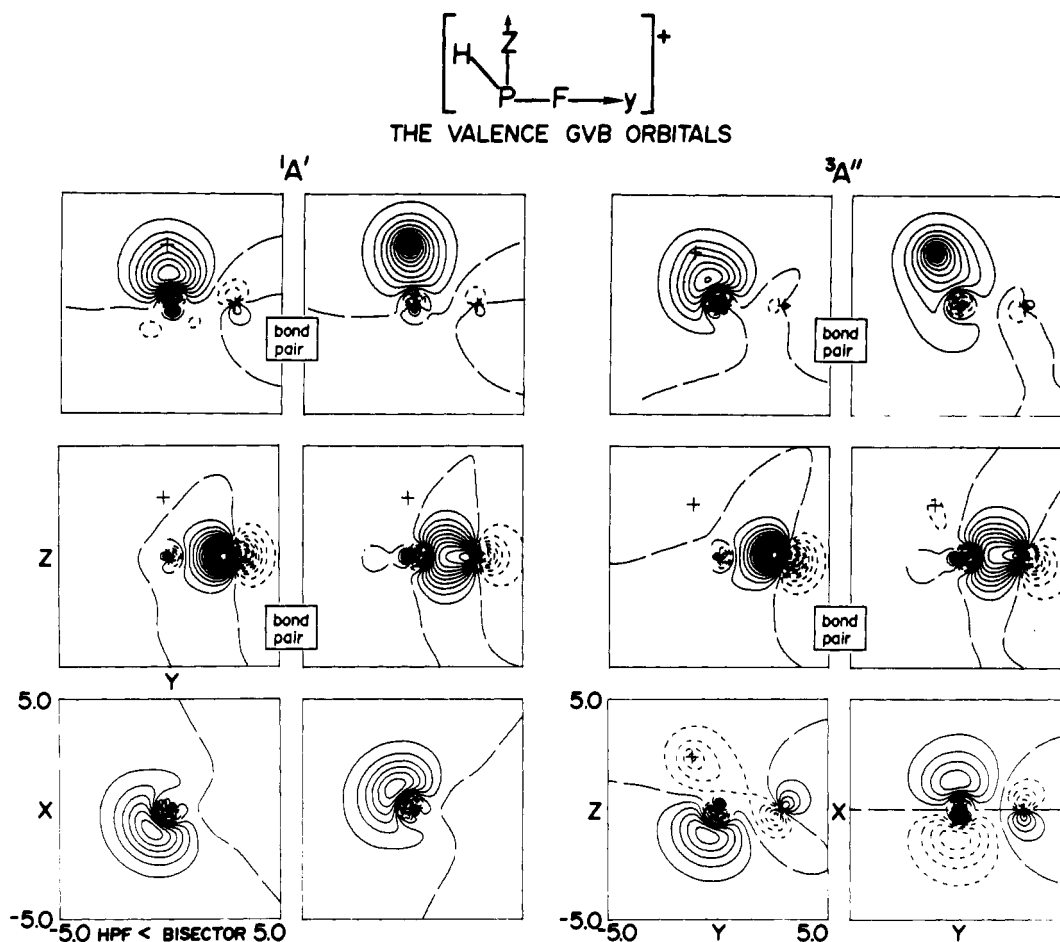 [H Z P F y]+
THE VALENCE GVB ORBITALS
¹A′ ³A″
bond pair
bond pair
Z
bond pair
bond pair
Y
5.0
X
-5.0
-5.0 HPF < BISECTOR 5.0
5.0
Z
X
-5.0
-5.0 Y 5.0
Y